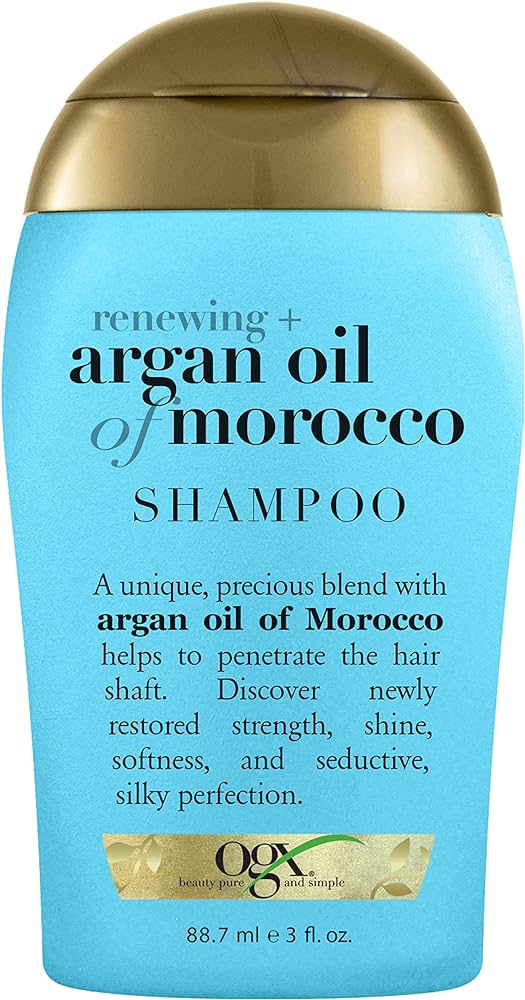 renewing +
argan oil
of morocco
SHAMPOO
A unique, precious blend with
argan oil of Morocco
helps to penetrate the hair
shaft. Discover newly
restored strength, shine,
softness, and seductive,
silky perfection.
ogx®
beauty pure and simple
88.7 ml e 3 fl. oz.